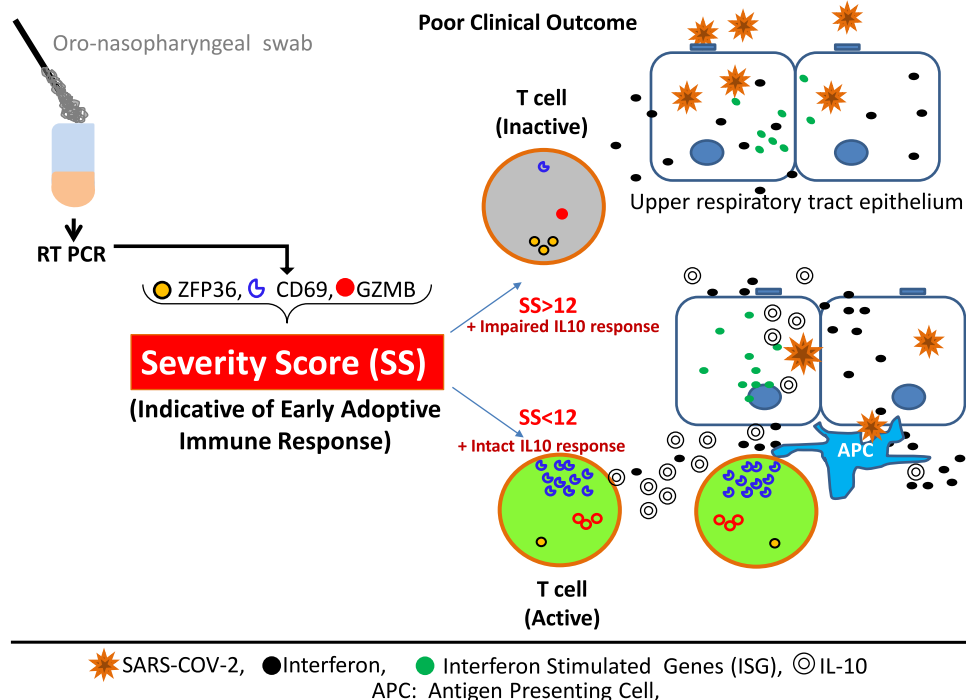 Poor Clinical Outcome
Oro-nasopharyngeal swab
T cell
(Inactive)
Upper respiratory tract epithelium
RT PCR
ZFP36, CD69, GZMB
SS>12
+ Impaired IL10 response
Severity Score (SS)
(Indicative of Early Adoptive
Immune Response)
SS<12
+ Intact IL10 response
APC
T cell
(Active)
SARS-COV-2, Interferon, Interferon Stimulated Genes (ISG) IL-10
APC: Antigen Presenting Cell,